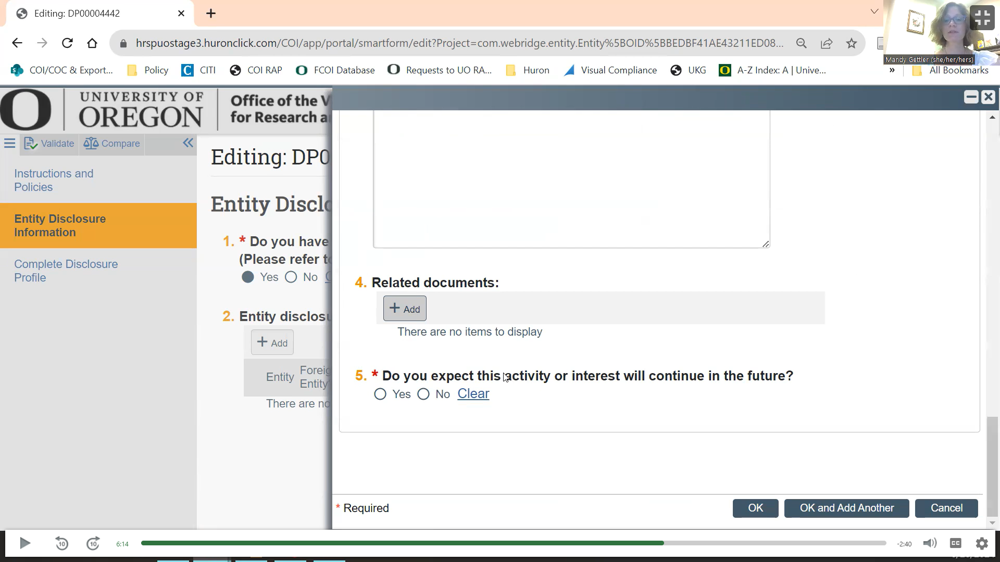 Editing: DP00004442
hrspuostage3.huronclick.com/COI/app/portal/smartform/edit?Project=com.webridge.entity.Entity%5BOID%5BBEDBF41AE43211ED08...
Mandy Gettler (she/her/hers)
COI/COC & Export...
Policy
CITI
COI RAP
FCOI Database
Requests to UO RA...
Huron
Visual Compliance
UKG
A-Z Index: A | Unive...
»
All Bookmarks
UNIVERSITY OF
OREGON
Office of the V
for Research a
Validate
Compare
Instructions and
Policies
Entity Disclosure
Information
Complete Disclosure
Profile
Editing: DP0
Entity Disclo
1. * Do you have
(Please refer to
Yes No C
2. Entity disclosu
+ Add
Entity
Foreig
Entity
There are no
4. Related documents:
+ Add
There are no items to display
5. * Do you expect this activity or interest will continue in the future?
Yes No Clear
* Required
OK
OK and Add Another
Cancel
10
10
6:14
-2:40
CC